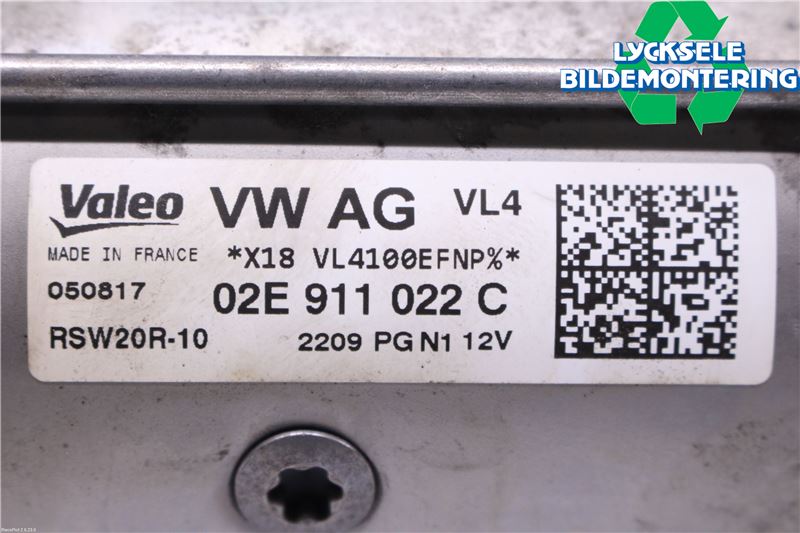 LYCKSELE
BILDEMONTERING
Valeo VW AG VL4
MADE IN FRANCE *X18 VL4100EFNP%*
050817 02E 911 022 C
RSW20R-10 2209 PG N1 12V